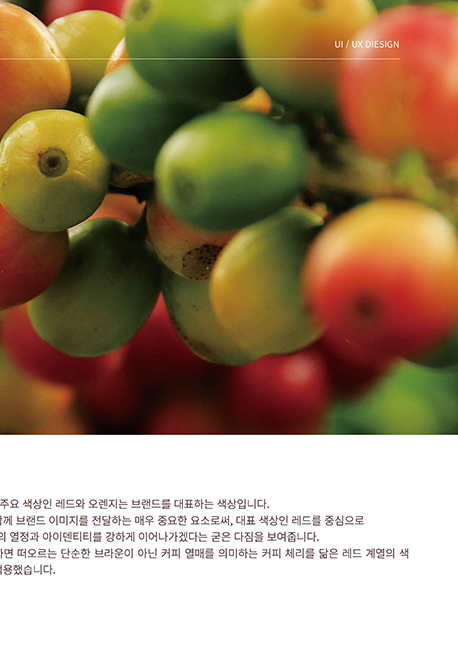 UI / UX DIESIGN
주요 색상인 레드와 오렌지는 브랜드를 대표하는 색상입니다.
브랜드 이미지를 전달하는 매우 중요한 요소로써, 대표 색상인 레드를 중심으로
열정과 아이덴티티를 강하게 이어나가겠다는 굳은 다짐을 보여줍니다.
떠오르는 단순한 브라운이 아닌 커피 열매를 의미하는 커피 체리를 닮은 레드 계열의 색